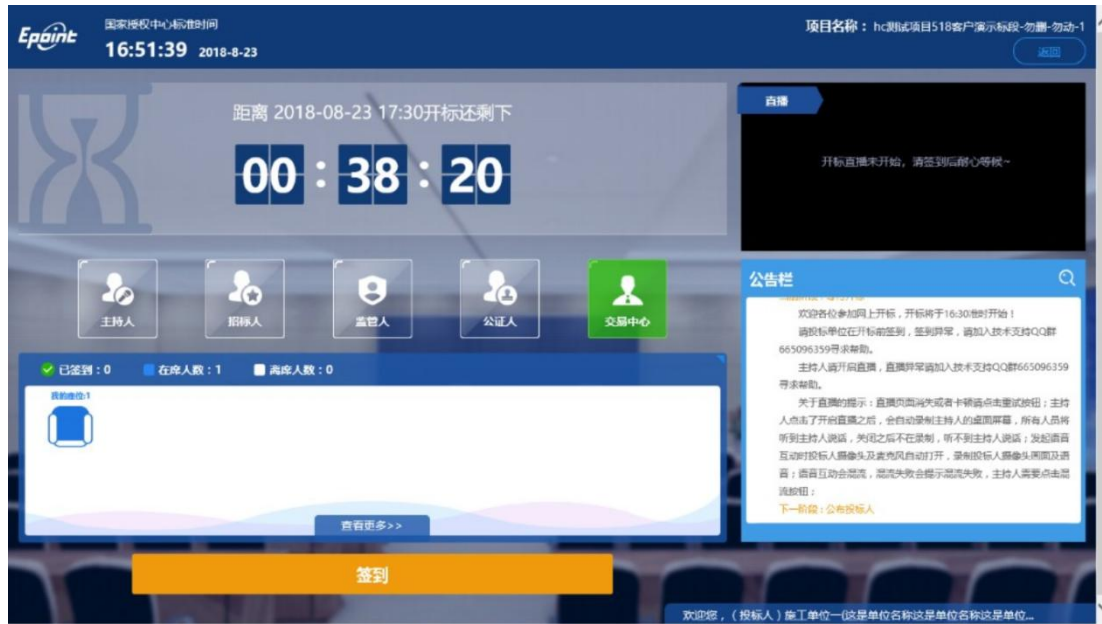 Epoint
国家授权中心标准时间
16:51:39 2018-8-23
项目名称：hc测试项目518客户演示标段-勿删-勿动-1
返回
距离 2018-08-23 17:30开标还剩下
00 : 38 : 20
直播
开标直播未开始，请签到后耐心等候~
主持人
招标人
监管人
公证人
交易中心
公告栏
欢迎各位参加网上开标，开标将于16:30准时开始！
请投标单位在开标前签到，签到异常，请加入技术支持QQ群
665096359寻求帮助。
主持人请开启直播，直播异常请加入技术支持QQ群665096359
寻求帮助。
关于直播的提示：直播页面消失或者卡顿请点击重试按钮；主持
人点击了开启直播之后，会自动录制主持人的桌面屏幕，所有人员将
听到主持人说话，关闭之后不在录制，听不到主持人说话；发起语音
互动时投标人摄像头及麦克风自动打开，录制投标人摄像头画面及语
音；语音互动会混流，混流失败会提示混流失败，主持人需要点击混
流按钮；
下一阶段：公布投标人
已签到：0 在席人数：1 离席人数：0
我的座位:1
查看更多>>
签到
欢迎您，（投标人）施工单位一(这是单位名称这是单位名称这是单位...